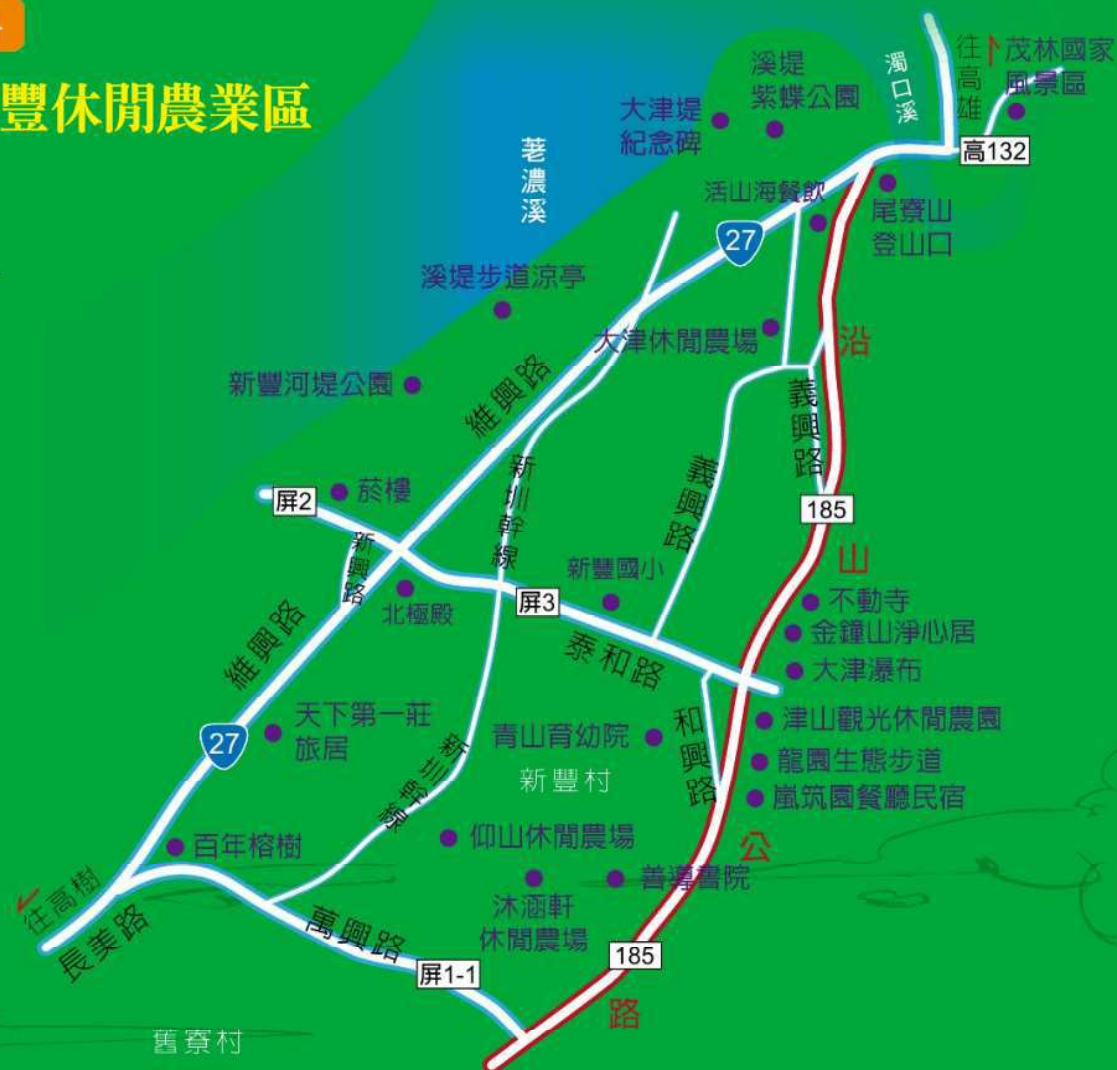 豐休閒農業區
往高雄
茂林國家
風景區
濁口溪
溪堤
紫蝶公園
大津堤
紀念碑
荖濃溪
高132
活山海餐飲
尾寮山
登山口
27
溪堤步道涼亭
大津休閒農場
沿
新豐河堤公園
維興路
義興路
新圳幹線
義興路
屏2
菸樓
185
新興路
山
新豐國小
北極殿
屏3
不動寺
金鐘山淨心居
泰和路
大津瀑布
維興路
天下第一莊
旅居
27
青山育幼院
和興路
津山觀光休閒農園
新圳幹線
新豐村
龍園生態步道
嵐筑園餐廳民宿
百年榕樹
仰山休閒農場
公
往高樹
善導書院
沐涵軒
休閒農場
長美路
萬興路
屏1-1
185
路
舊寮村